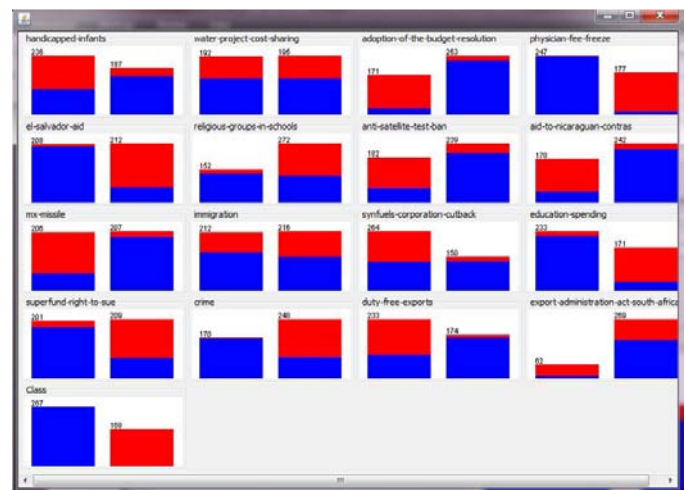 handicapped-infants water-project-cost-sharing adoption-of-the-budget-resolution physician-fee-freeze
236 187 192 195 171 253 247 177
el-salvador-aid religious-groups-in-schools anti-satellite-test-ban aid-to-nicaraguan-contras
208 212 152 272 182 239 178 242
mx-missile immigration synfuels-corporation-cutback education-spending
206 207 212 216 264 150 233 171
superfund-right-to-sue crime duty-free-exports export-administration-act-south-africa
201 209 170 248 233 174 62 269
Class
267 168